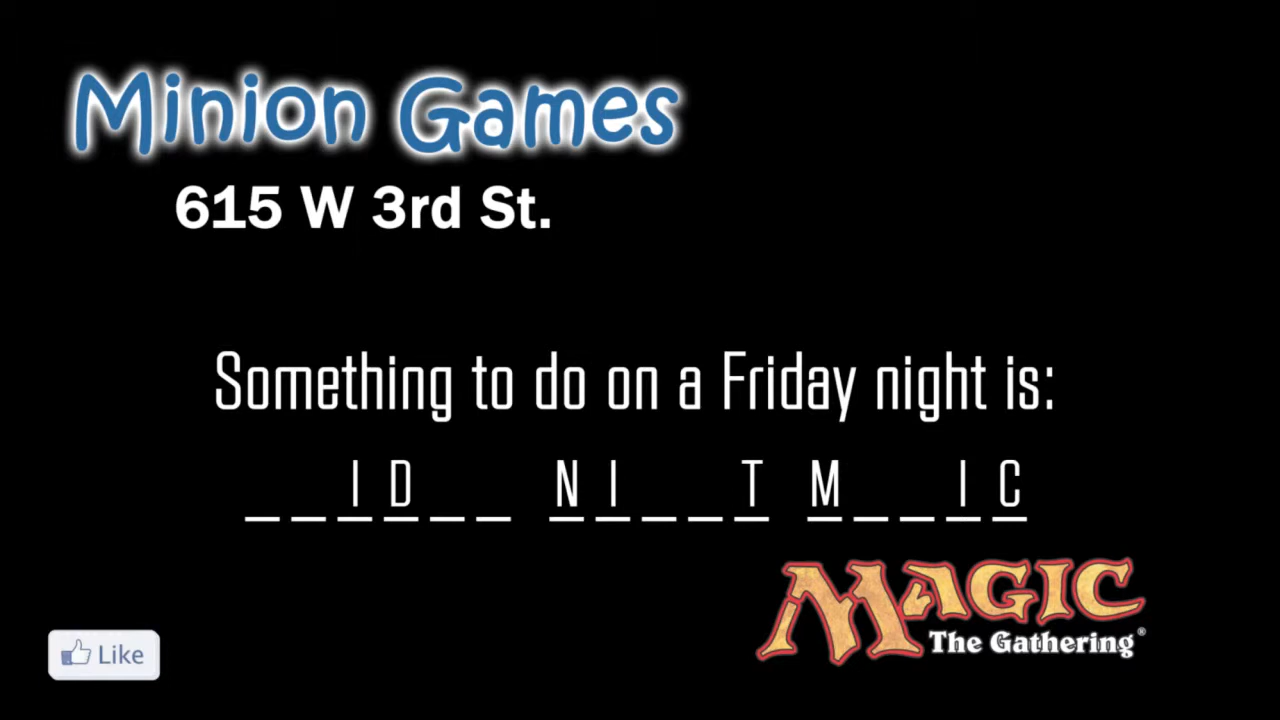 Minion Games
615 W 3rd St.
Something to do on a Friday night is:
_ _ I D _ _ N I _ _ T M _ _ I C
MAGIC
The Gathering®
Like